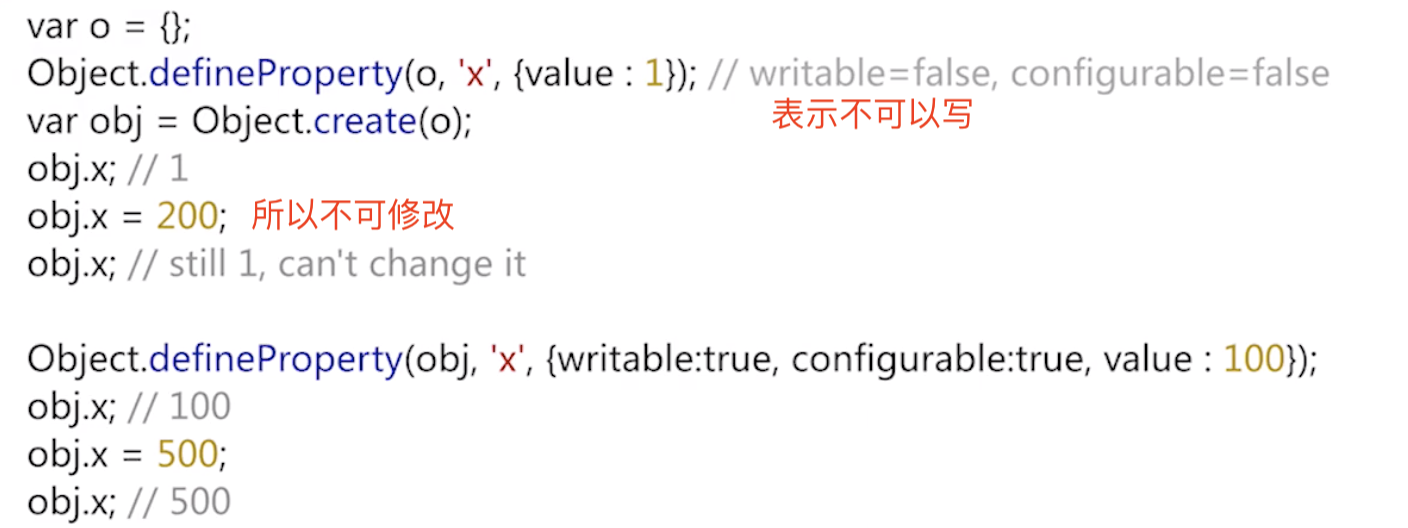 var o = {};
Object.defineProperty(o, 'x', {value : 1}); // writable=false, configurable=false
表示不可以写
var obj = Object.create(o);
obj.x; // 1
obj.x = 200; 所以不可修改
obj.x; // still 1, can't change it
Object.defineProperty(obj, 'x', {writable:true, configurable:true, value : 100});
obj.x; // 100
obj.x = 500;
obj.x; // 500